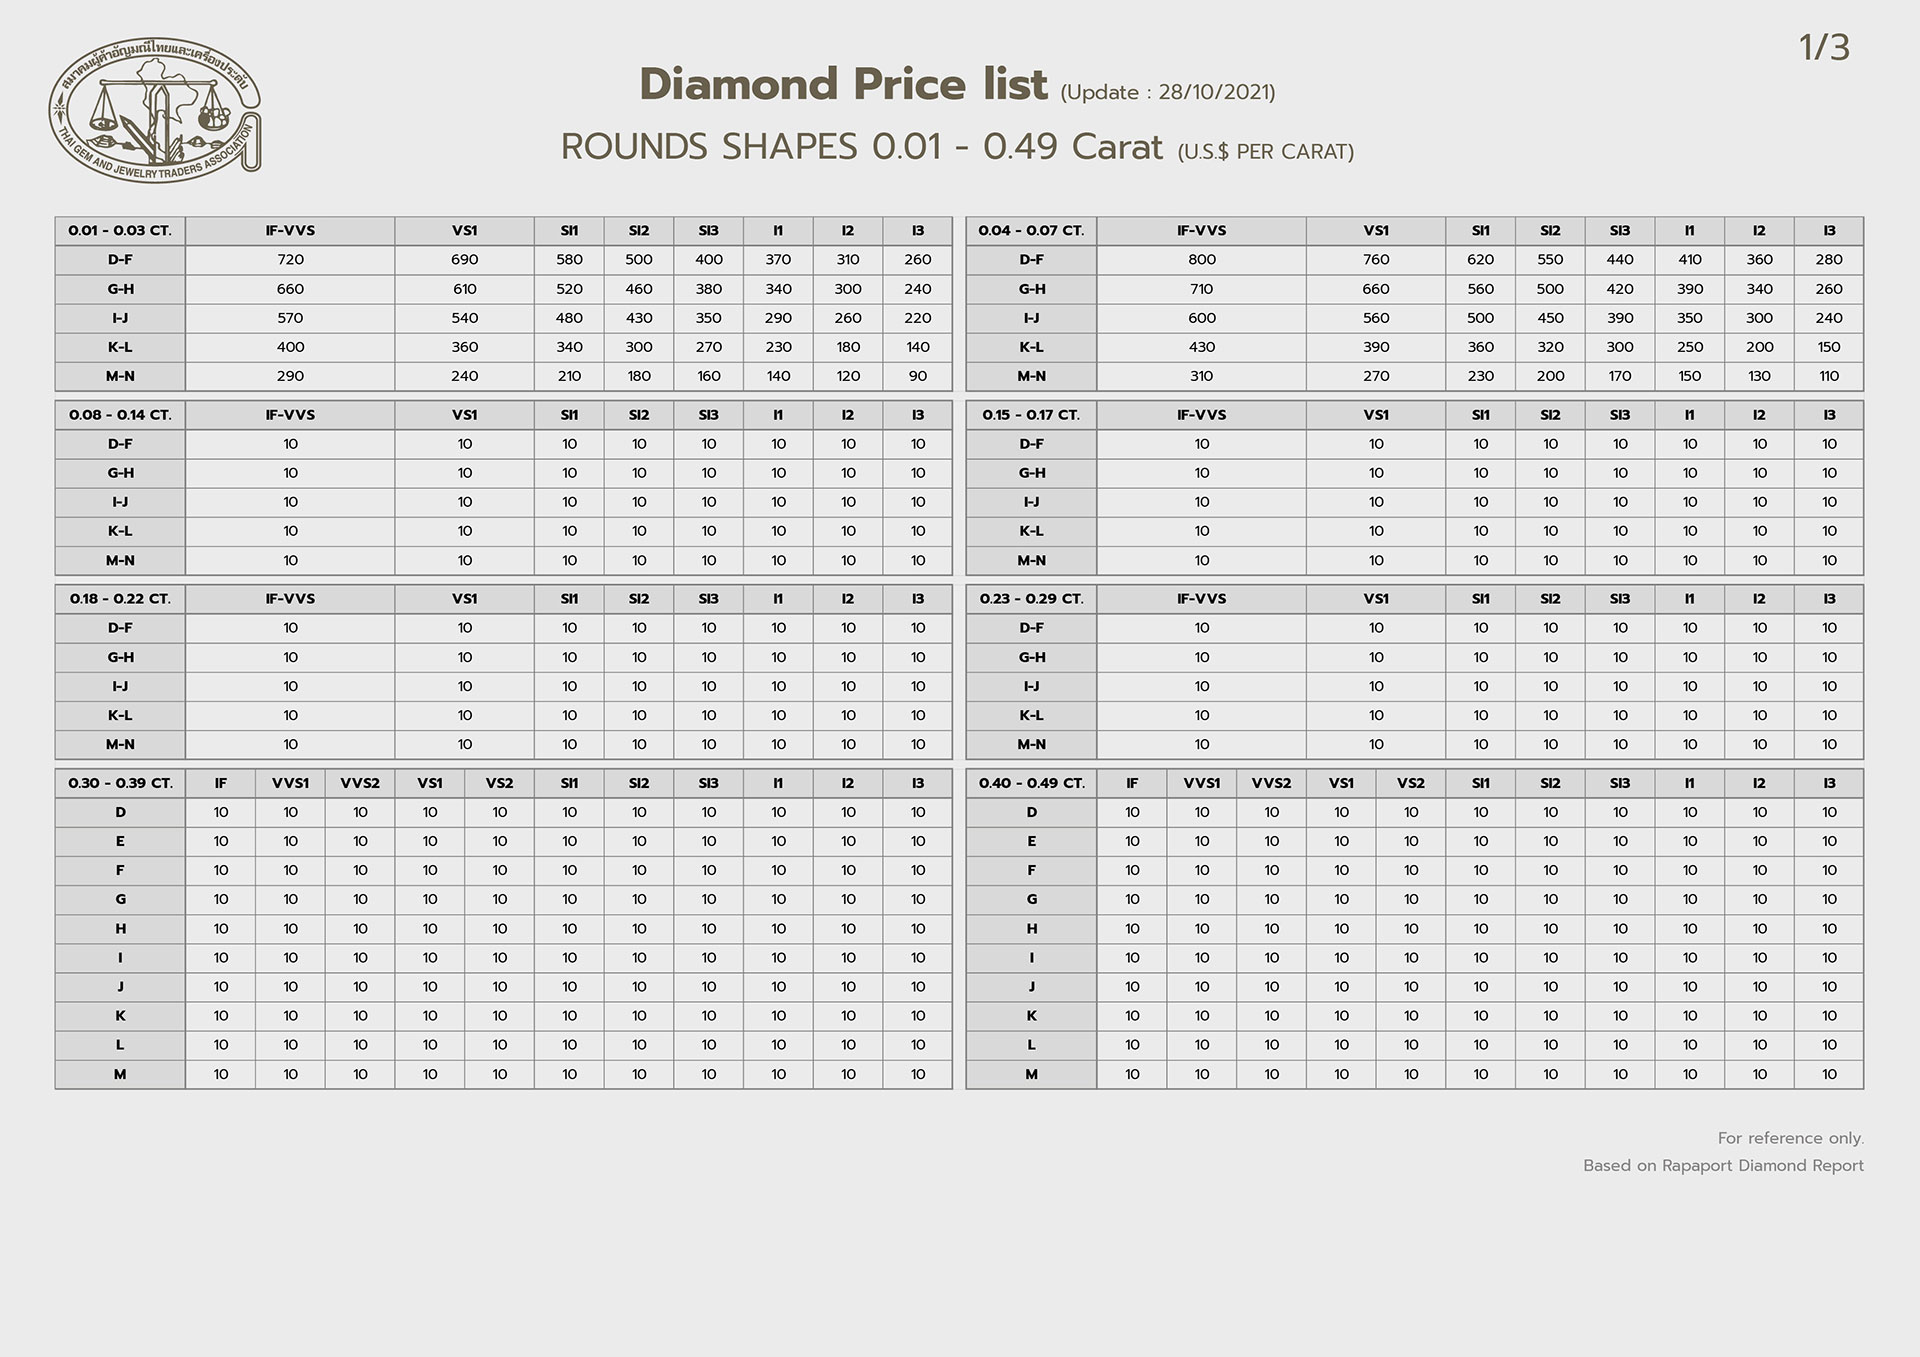 สมาคมผู้ค้าอัญมณีไทยและเครื่องประดับ
THAI GEM AND JEWELRY TRADERS ASSOCIATION
1/3
Diamond Price list (Update : 28/10/2021)
ROUNDS SHAPES 0.01 - 0.49 Carat (U.S.$ PER CARAT)
0.01 - 0.03 CT. IF-VVS VS1 SI1 SI2 SI3 I1 I2 I3
D-F 720 690 580 500 400 370 310 260
G-H 660 610 520 460 380 340 300 240
I-J 570 540 480 430 350 290 260 220
K-L 400 360 340 300 270 230 180 140
M-N 290 240 210 180 160 140 120 90
0.04 - 0.07 CT. IF-VVS VS1 SI1 SI2 SI3 I1 I2 I3
D-F 800 760 620 550 440 410 360 280
G-H 710 660 560 500 420 390 340 260
I-J 600 560 500 450 390 350 300 240
K-L 430 390 360 320 300 250 200 150
M-N 310 270 230 200 170 150 130 110
0.08 - 0.14 CT. IF-VVS VS1 SI1 SI2 SI3 I1 I2 I3
D-F 10 10 10 10 10 10 10 10
G-H 10 10 10 10 10 10 10 10
I-J 10 10 10 10 10 10 10 10
K-L 10 10 10 10 10 10 10 10
M-N 10 10 10 10 10 10 10 10
0.15 - 0.17 CT. IF-VVS VS1 SI1 SI2 SI3 I1 I2 I3
D-F 10 10 10 10 10 10 10 10
G-H 10 10 10 10 10 10 10 10
I-J 10 10 10 10 10 10 10 10
K-L 10 10 10 10 10 10 10 10
M-N 10 10 10 10 10 10 10 10
0.18 - 0.22 CT. IF-VVS VS1 SI1 SI2 SI3 I1 I2 I3
D-F 10 10 10 10 10 10 10 10
G-H 10 10 10 10 10 10 10 10
I-J 10 10 10 10 10 10 10 10
K-L 10 10 10 10 10 10 10 10
M-N 10 10 10 10 10 10 10 10
0.23 - 0.29 CT. IF-VVS VS1 SI1 SI2 SI3 I1 I2 I3
D-F 10 10 10 10 10 10 10 10
G-H 10 10 10 10 10 10 10 10
I-J 10 10 10 10 10 10 10 10
K-L 10 10 10 10 10 10 10 10
M-N 10 10 10 10 10 10 10 10
0.30 - 0.39 CT. IF VVS1 VVS2 VS1 VS2 SI1 SI2 SI3 I1 I2 I3
D 10 10 10 10 10 10 10 10 10 10 10
E 10 10 10 10 10 10 10 10 10 10 10
F 10 10 10 10 10 10 10 10 10 10 10
G 10 10 10 10 10 10 10 10 10 10 10
H 10 10 10 10 10 10 10 10 10 10 10
I 10 10 10 10 10 10 10 10 10 10 10
J 10 10 10 10 10 10 10 10 10 10 10
K 10 10 10 10 10 10 10 10 10 10 10
L 10 10 10 10 10 10 10 10 10 10 10
M 10 10 10 10 10 10 10 10 10 10 10
0.40 - 0.49 CT. IF VVS1 VVS2 VS1 VS2 SI1 SI2 SI3 I1 I2 I3
D 10 10 10 10 10 10 10 10 10 10 10
E 10 10 10 10 10 10 10 10 10 10 10
F 10 10 10 10 10 10 10 10 10 10 10
G 10 10 10 10 10 10 10 10 10 10 10
H 10 10 10 10 10 10 10 10 10 10 10
I 10 10 10 10 10 10 10 10 10 10 10
J 10 10 10 10 10 10 10 10 10 10 10
K 10 10 10 10 10 10 10 10 10 10 10
L 10 10 10 10 10 10 10 10 10 10 10
M 10 10 10 10 10 10 10 10 10 10 10
For reference only.
Based on Rapaport Diamond Report